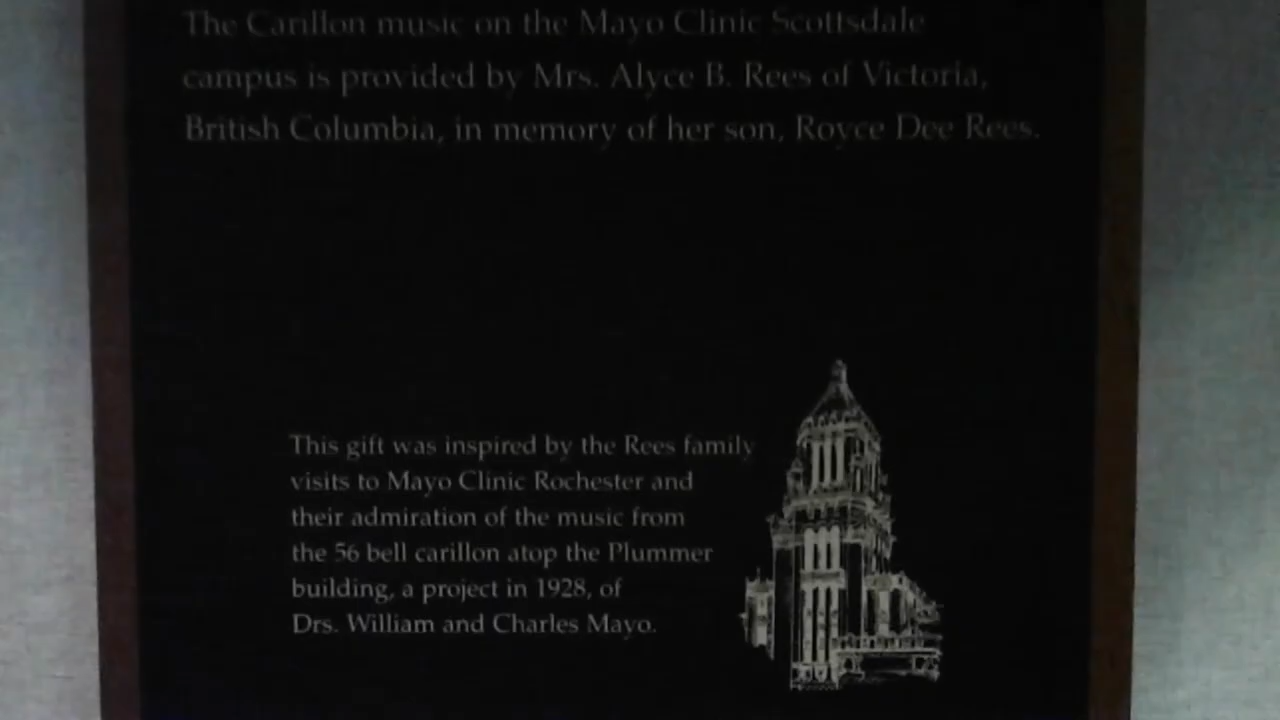 The Carillon music on the Mayo Clinic Scottsdale
campus is provided by Mrs. Alyce B. Rees of Victoria,
British Columbia, in memory of her son, Royce Dee Rees.
This gift was inspired by the Rees family
visits to Mayo Clinic Rochester and
their admiration of the music from
the 56 bell carillon atop the Plummer
building, a project in 1928, of
Drs. William and Charles Mayo.